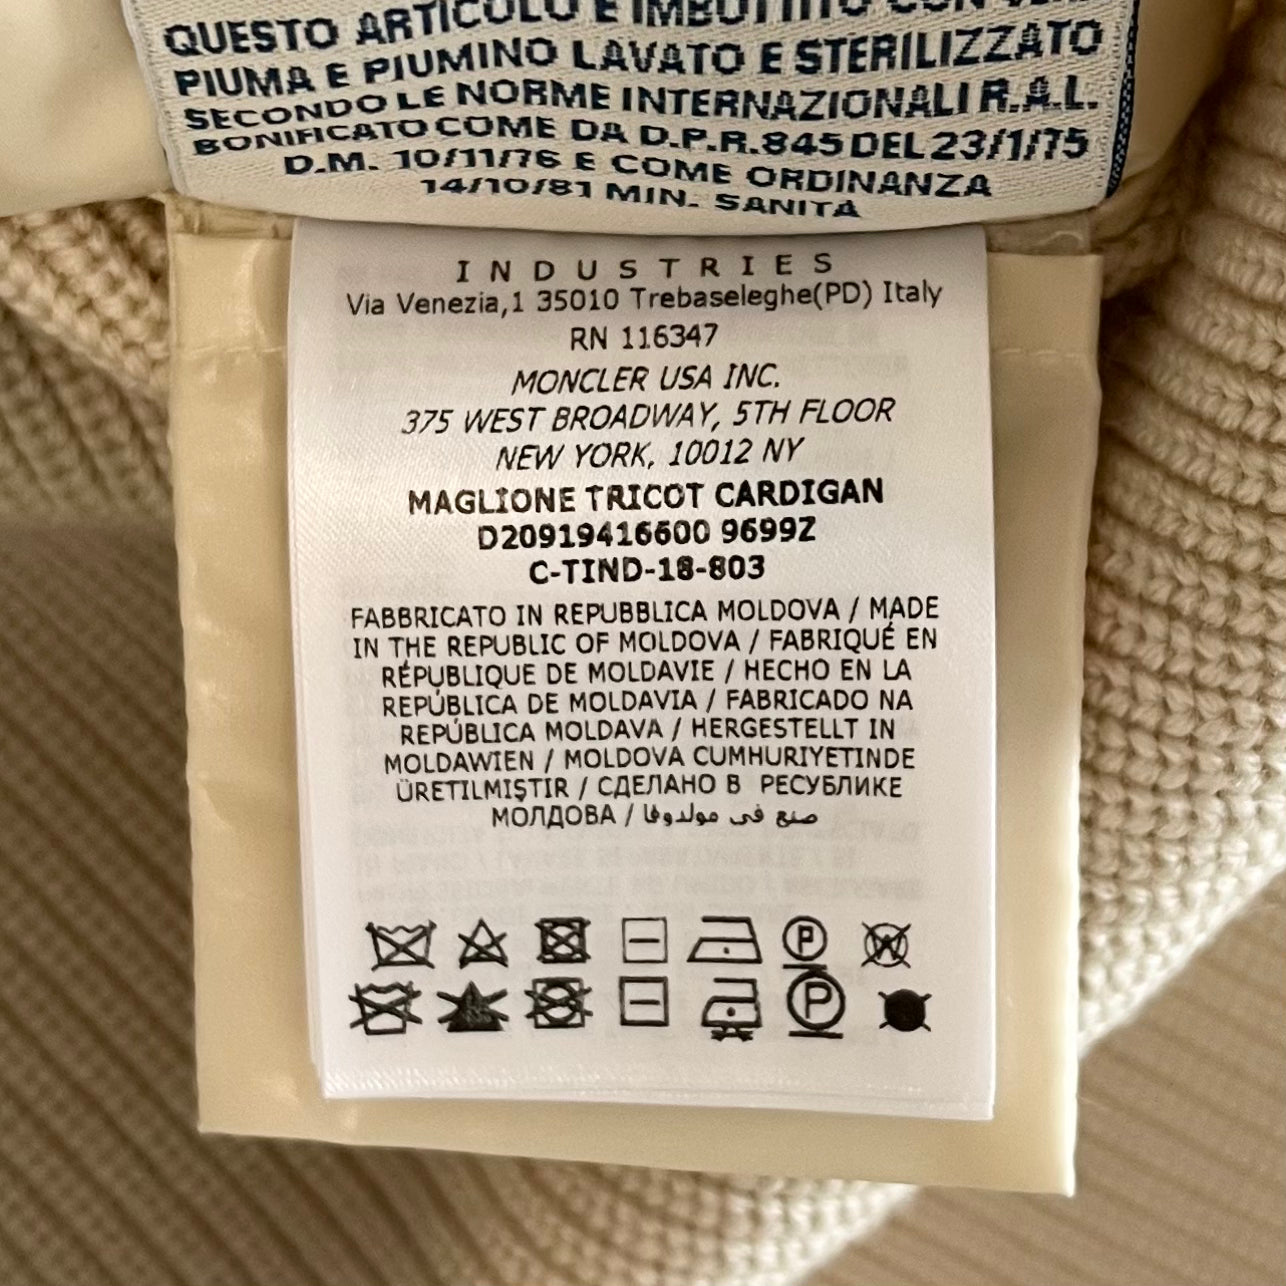 QUESTO ARTICOLO E IMBOTTITO CON
PIUMA E PIUMINO LAVATO E STERILIZZATO
SECONDO LE NORME INTERNAZIONALI R.A.L.
BONIFICATO COME DA D.P.R. 845 DEL 23/1/75
D.M. 10/11/76 E COME ORDINANZA
14/10/81 MIN. SANITÀ
INDUSTRIES
Via Venezia,1 35010 Trebaseleghe(PD) Italy
RN 116347
MONCLER USA INC.
375 WEST BROADWAY, 5TH FLOOR
NEW YORK, 10012 NY
MAGLIONE TRICOT CARDIGAN
D20919416600 9699Z
C-TIND-18-803
FABBRICATO IN REPUBBLICA MOLDOVA / MADE
IN THE REPUBLIC OF MOLDOVA / FABRIQUÉ EN
RÉPUBLIQUE DE MOLDAVIE / HECHO EN LA
REPÚBLICA DE MOLDAVIA / FABRICADO NA
REPÚBLICA MOLDAVA / HERGESTELLT IN
MOLDAWIEN / MOLDOVA CUMHURIYETINDE
ÜRETILMIŞTIR / СДЕЛАНО В РЕСУБЛИКЕ
МОЛДОВА / صنع في مولدوفا
P W
P